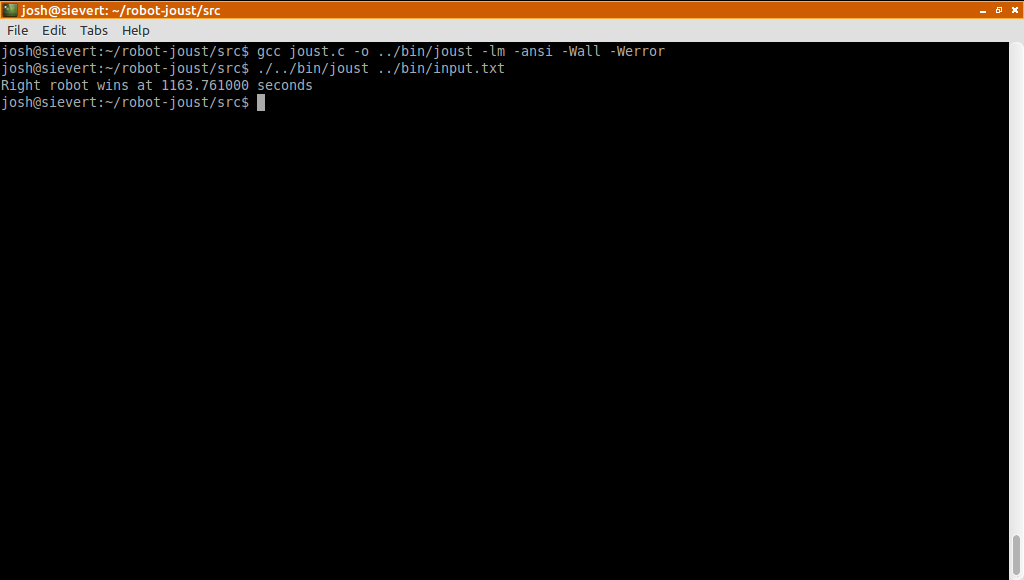 josh@sievert: ~/robot-joust/src
File Edit Tabs Help
josh@sievert:~/robot-joust/src$ gcc joust.c -o ../bin/joust -lm -ansi -Wall -Werror
josh@sievert:~/robot-joust/src$ ./../bin/joust ../bin/input.txt
Right robot wins at 1163.761000 seconds
josh@sievert:~/robot-joust/src$